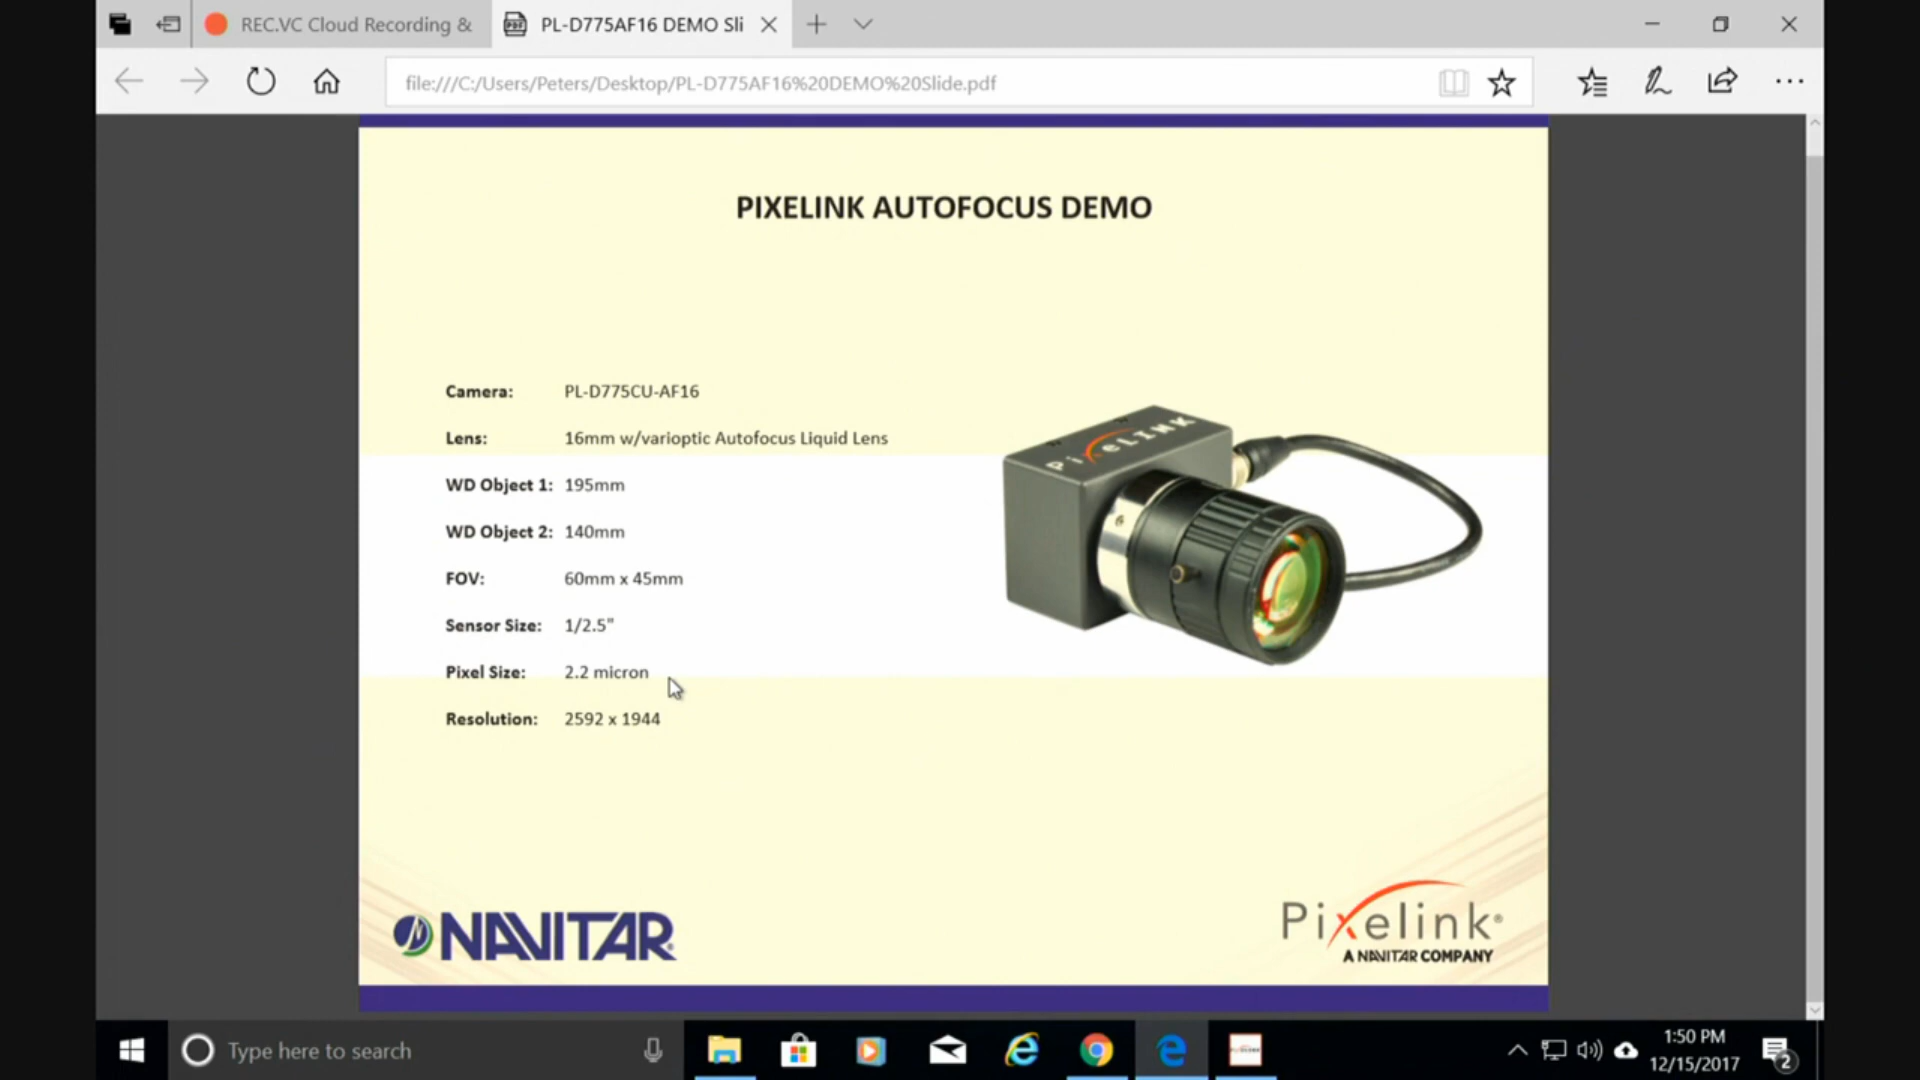 REC.VC Cloud Recording &
PL-D775AF16 DEMO Sli
file:///C:/Users/Peters/Desktop/PL-D775AF16%20DEMO%20Slide.pdf
PIXELINK AUTOFOCUS DEMO
Camera: PL-D775CU-AF16
Lens: 16mm w/varioptic Autofocus Liquid Lens
WD Object 1: 195mm
WD Object 2: 140mm
FOV: 60mm x 45mm
Sensor Size: 1/2.5"
Pixel Size: 2.2 micron
Resolution: 2592 x 1944
PixeLINK
NAVITAR®
Pixelink®
A NAVITAR COMPANY
Type here to search
1:50 PM
12/15/2017
2